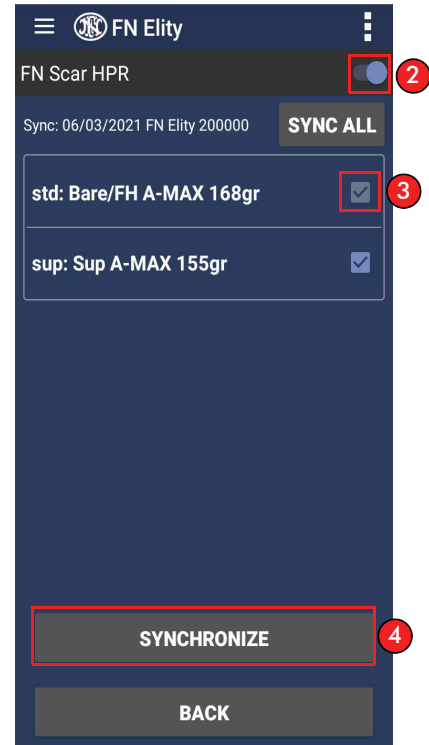 FN Elity
FN Scar HPR
2
Sync: 06/03/2021 FN Elity 200000
SYNC ALL
std: Bare/FH A-MAX 168gr
3
sup: Sup A-MAX 155gr
SYNCHRONIZE
4
BACK